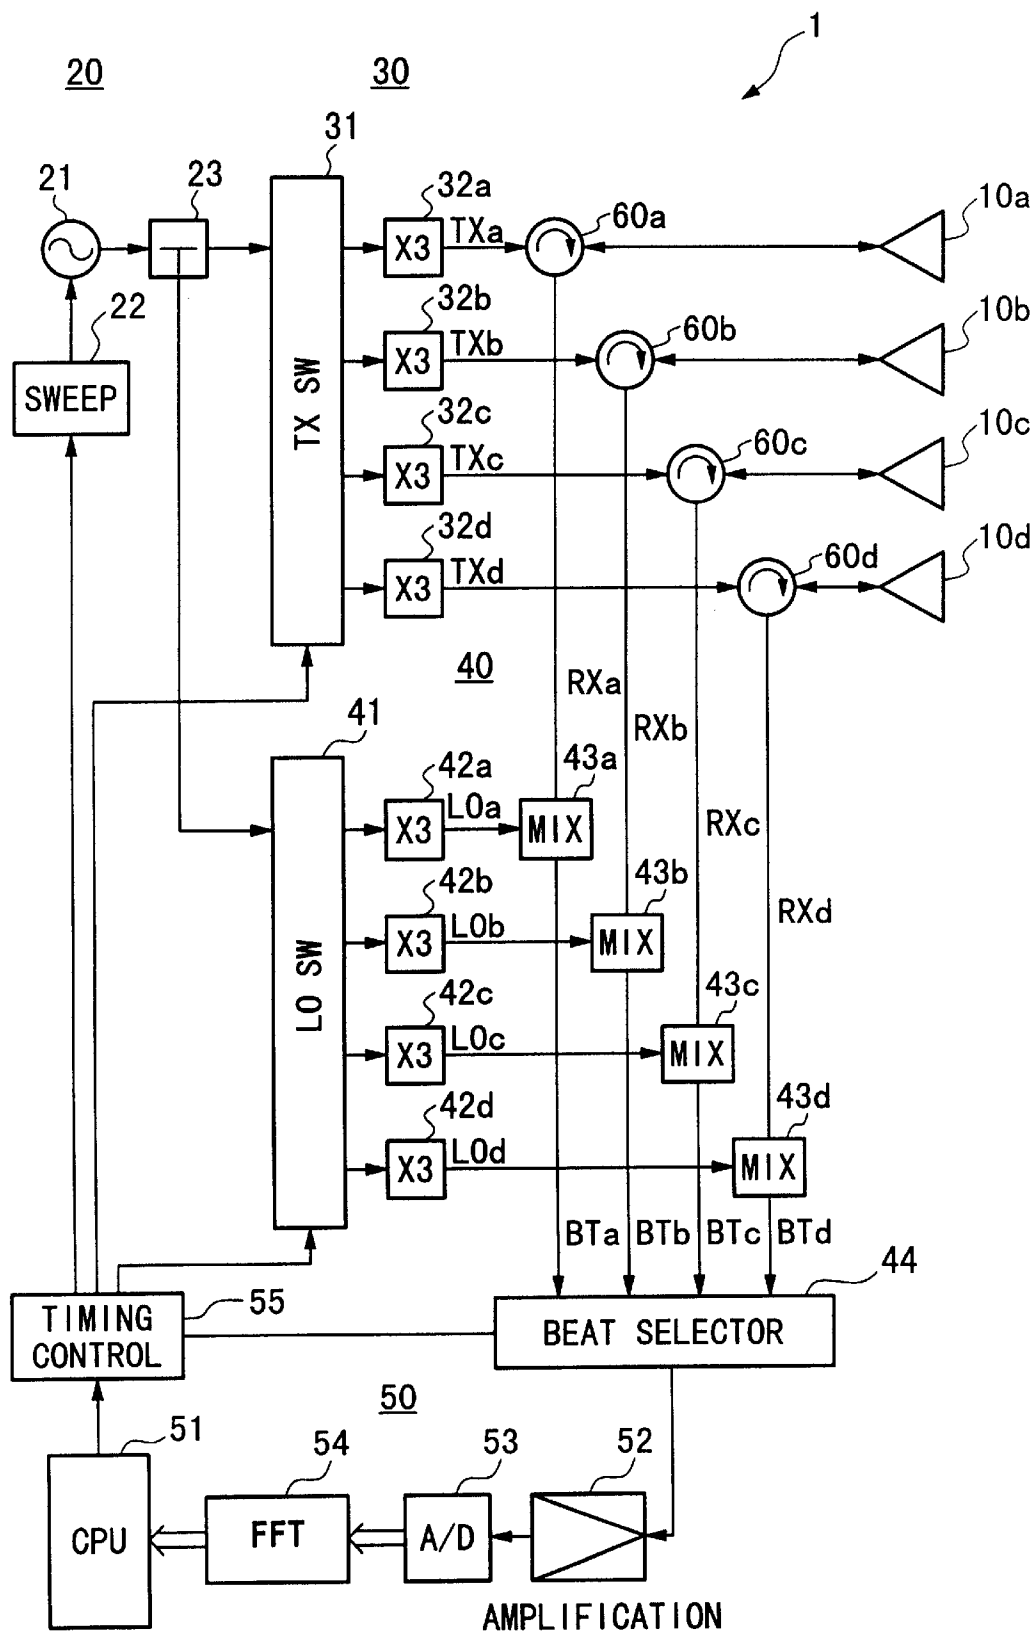 1
20
30
31
21
23
32a
TXa
60a
10a
X3
22
32b
TXb
60b
10b
X3
SWEEP
TX SW
32c
TXc
60c
10c
X3
32d
TXd
60d
10d
X3
40
RXa
RXb
RXc
RXd
41
42a
LOa
43a
X3
MIX
42b
LOb
43b
X3
MIX
LO SW
42c
LOc
43c
X3
MIX
42d
LOd
43d
X3
MIX
BTa
BTb
BTc
BTd
44
55
TIMING
CONTROL
BEAT SELECTOR
50
51
54
53
52
CPU
FFT
A/D
AMPLIFICATION